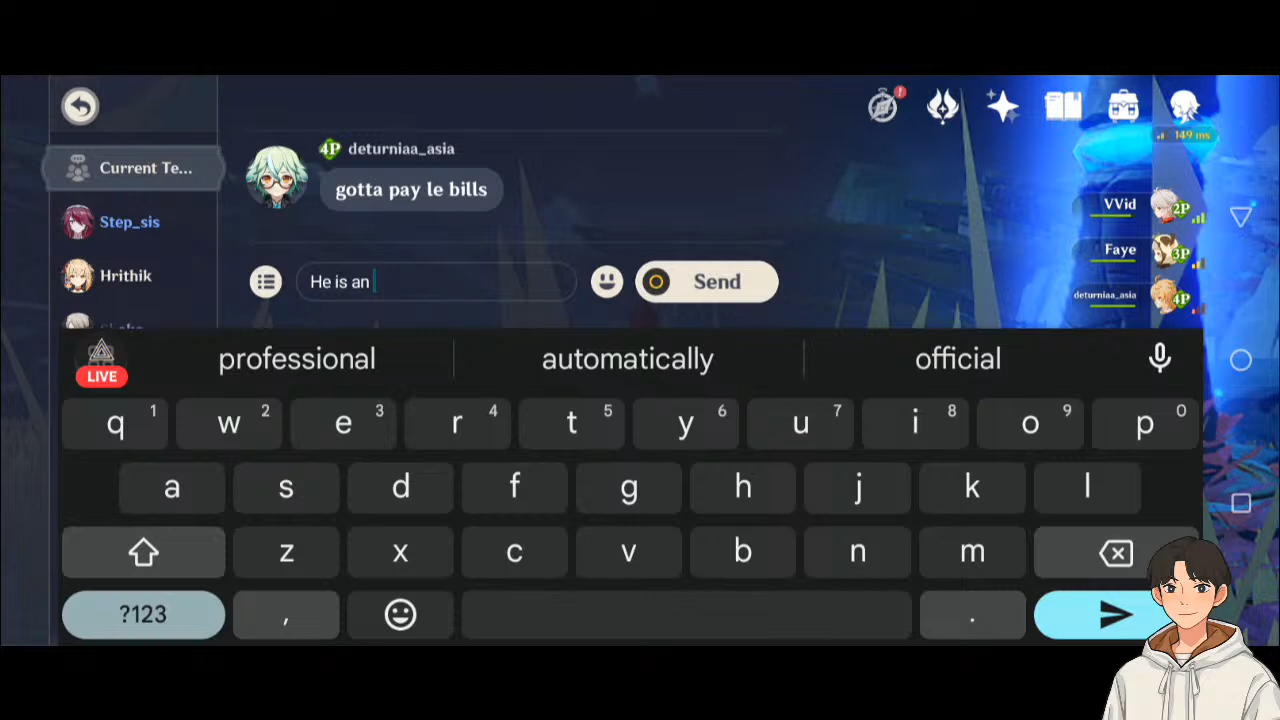 149 ms
4P deturniaa_asia
gotta pay le bills
Current Te...
Step_sis
Hrithik
VVid 2P
Faye 3P
deturniaa_asia 4P
He is an
Send
LIVE
professional automatically official
q 1 w 2 e 3 r 4 t 5 y 6 u 7 i 8 o 9 p 0
a s d f g h j k l
z x c v b n m
?123 , .